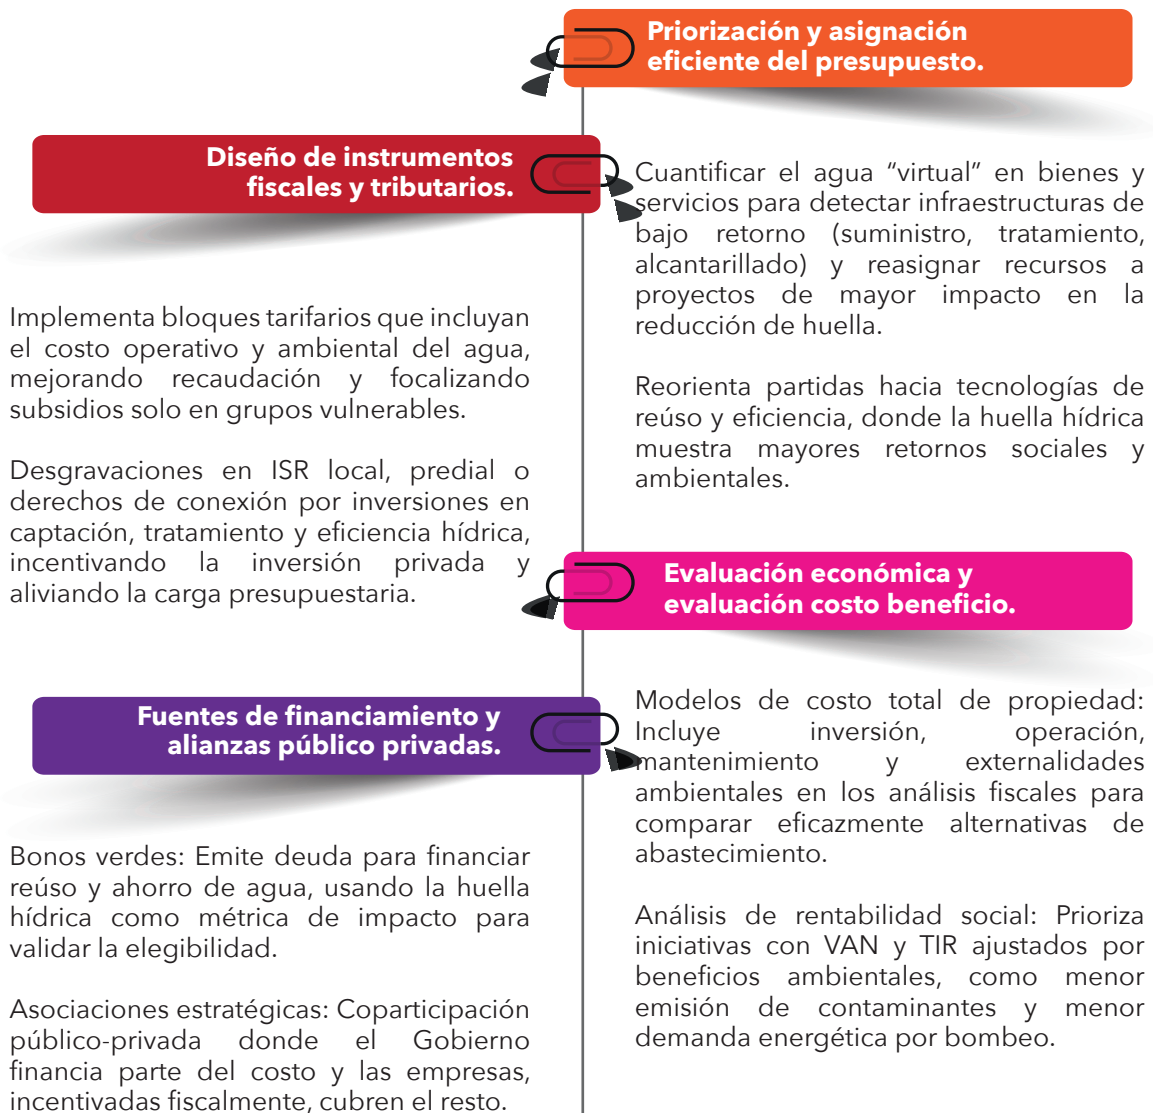 Priorización y asignación
eficiente del presupuesto.
Cuantificar el agua “virtual” en bienes y
servicios para detectar infraestructuras de
bajo retorno (suministro, tratamiento,
alcantarillado) y reasignar recursos a
proyectos de mayor impacto en la
reducción de huella.
Reorienta partidas hacia tecnologías de
reúso y eficiencia, donde la huella hídrica
muestra mayores retornos sociales y
ambientales.
Diseño de instrumentos
fiscales y tributarios.
Implementa bloques tarifarios que incluyan
el costo operativo y ambiental del agua,
mejorando recaudación y focalizando
subsidios solo en grupos vulnerables.
Desgravaciones en ISR local, predial o
derechos de conexión por inversiones en
captación, tratamiento y eficiencia hídrica,
incentivando la inversión privada y
aliviando la carga presupuestaria.
Evaluación económica y
evaluación costo beneficio.
Modelos de costo total de propiedad:
Incluye inversión, operación,
mantenimiento y externalidades
ambientales en los análisis fiscales para
comparar eficazmente alternativas de
abastecimiento.
Análisis de rentabilidad social: Prioriza
iniciativas con VAN y TIR ajustados por
beneficios ambientales, como menor
emisión de contaminantes y menor
demanda energética por bombeo.
Fuentes de financiamiento y
alianzas público privadas.
Bonos verdes: Emite deuda para financiar
reúso y ahorro de agua, usando la huella
hídrica como métrica de impacto para
validar la elegibilidad.
Asociaciones estratégicas: Coparticipación
público-privada donde el Gobierno
financia parte del costo y las empresas,
incentivadas fiscalmente, cubren el resto.